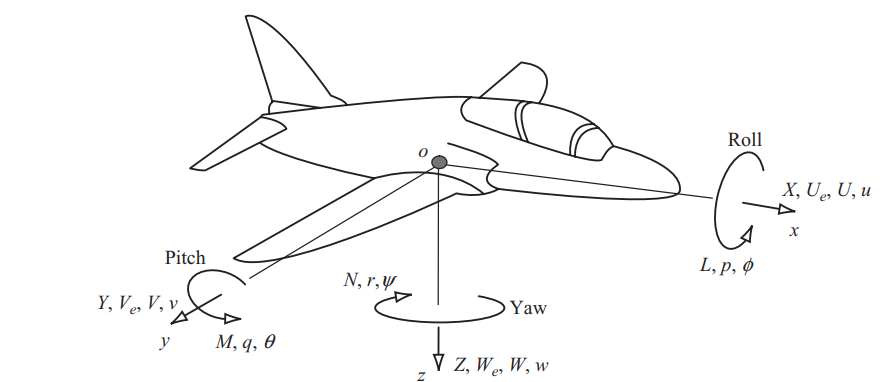 Roll
o
X, Uₑ, U, u
x
L, p, ϕ
Pitch
N, r, ψ
Y, Vₑ, V, v
Yaw
y
M, q, θ
Z, Wₑ, W, w
z